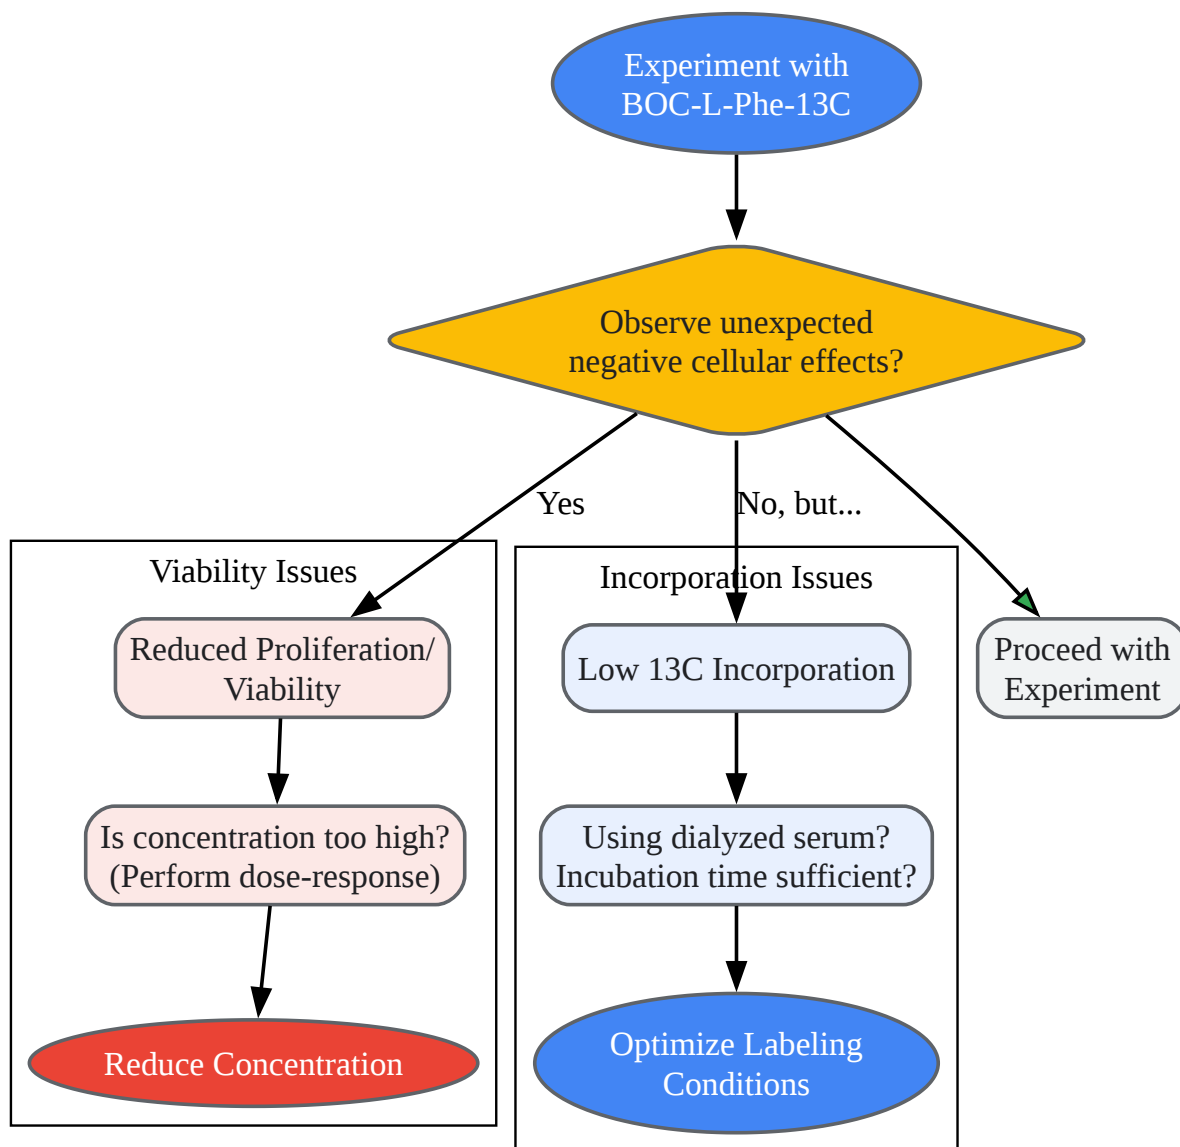 Experiment with
BOC-L-Phe-13C
Observe unexpected
negative cellular effects?
Yes
No, but...
Viability Issues
Incorporation Issues
Reduced Proliferation/
Viability
Low 13C Incorporation
Proceed with
Experiment
Is concentration too high?
(Perform dose-response)
Using dialyzed serum?
Incubation time sufficient?
Reduce Concentration
Optimize Labeling
Conditions